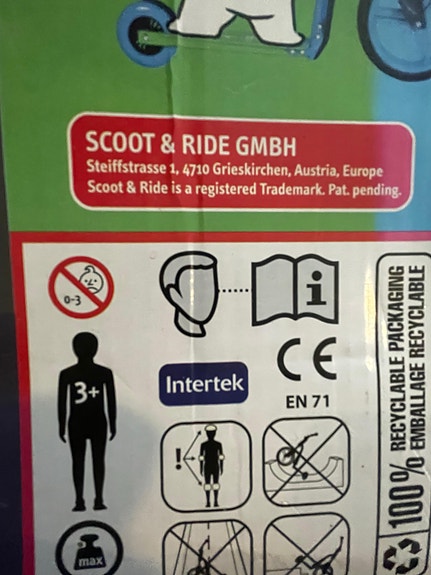 SCOOT & RIDE GMBH
Steiffstrasse 1, 4710 Grieskirchen, Austria, Europe
Scoot & Ride is a registered Trademark. Pat. pending.
0-3
i
3+
Intertek
CE
EN 71
!
max
100% RECYCLABLE PACKAGING
EMBALLAGE RECYCLABLE